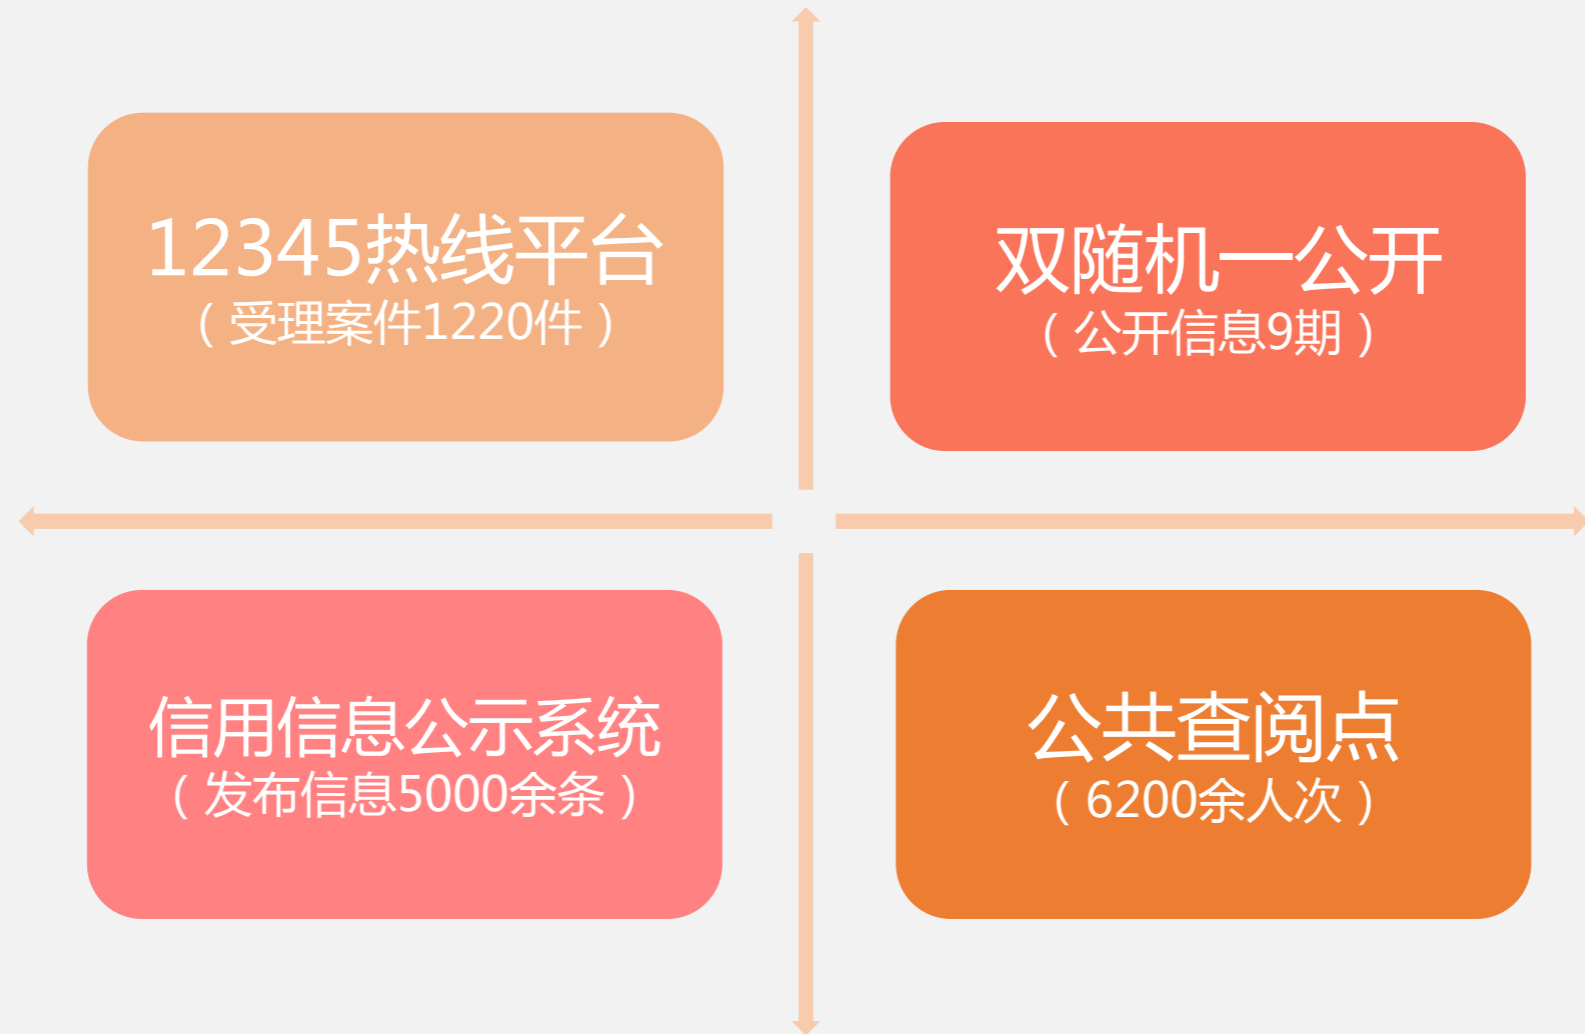 12345热线平台
（受理案件1220件）
双随机一公开
（公开信息9期）
信用信息公示系统
（发布信息5000余条）
公共查阅点
（6200余人次）